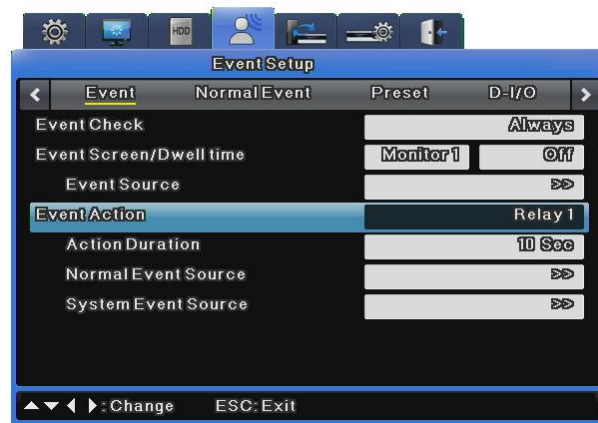 HDD
Event Setup
Event Normal Event Preset D-I/O
Event Check Always
Event Screen/Dwell time Monitor 1 Off
Event Source >>
Event Action Relay 1
Action Duration 10 Sec
Normal Event Source >>
System Event Source >>
:Change ESC:Exit